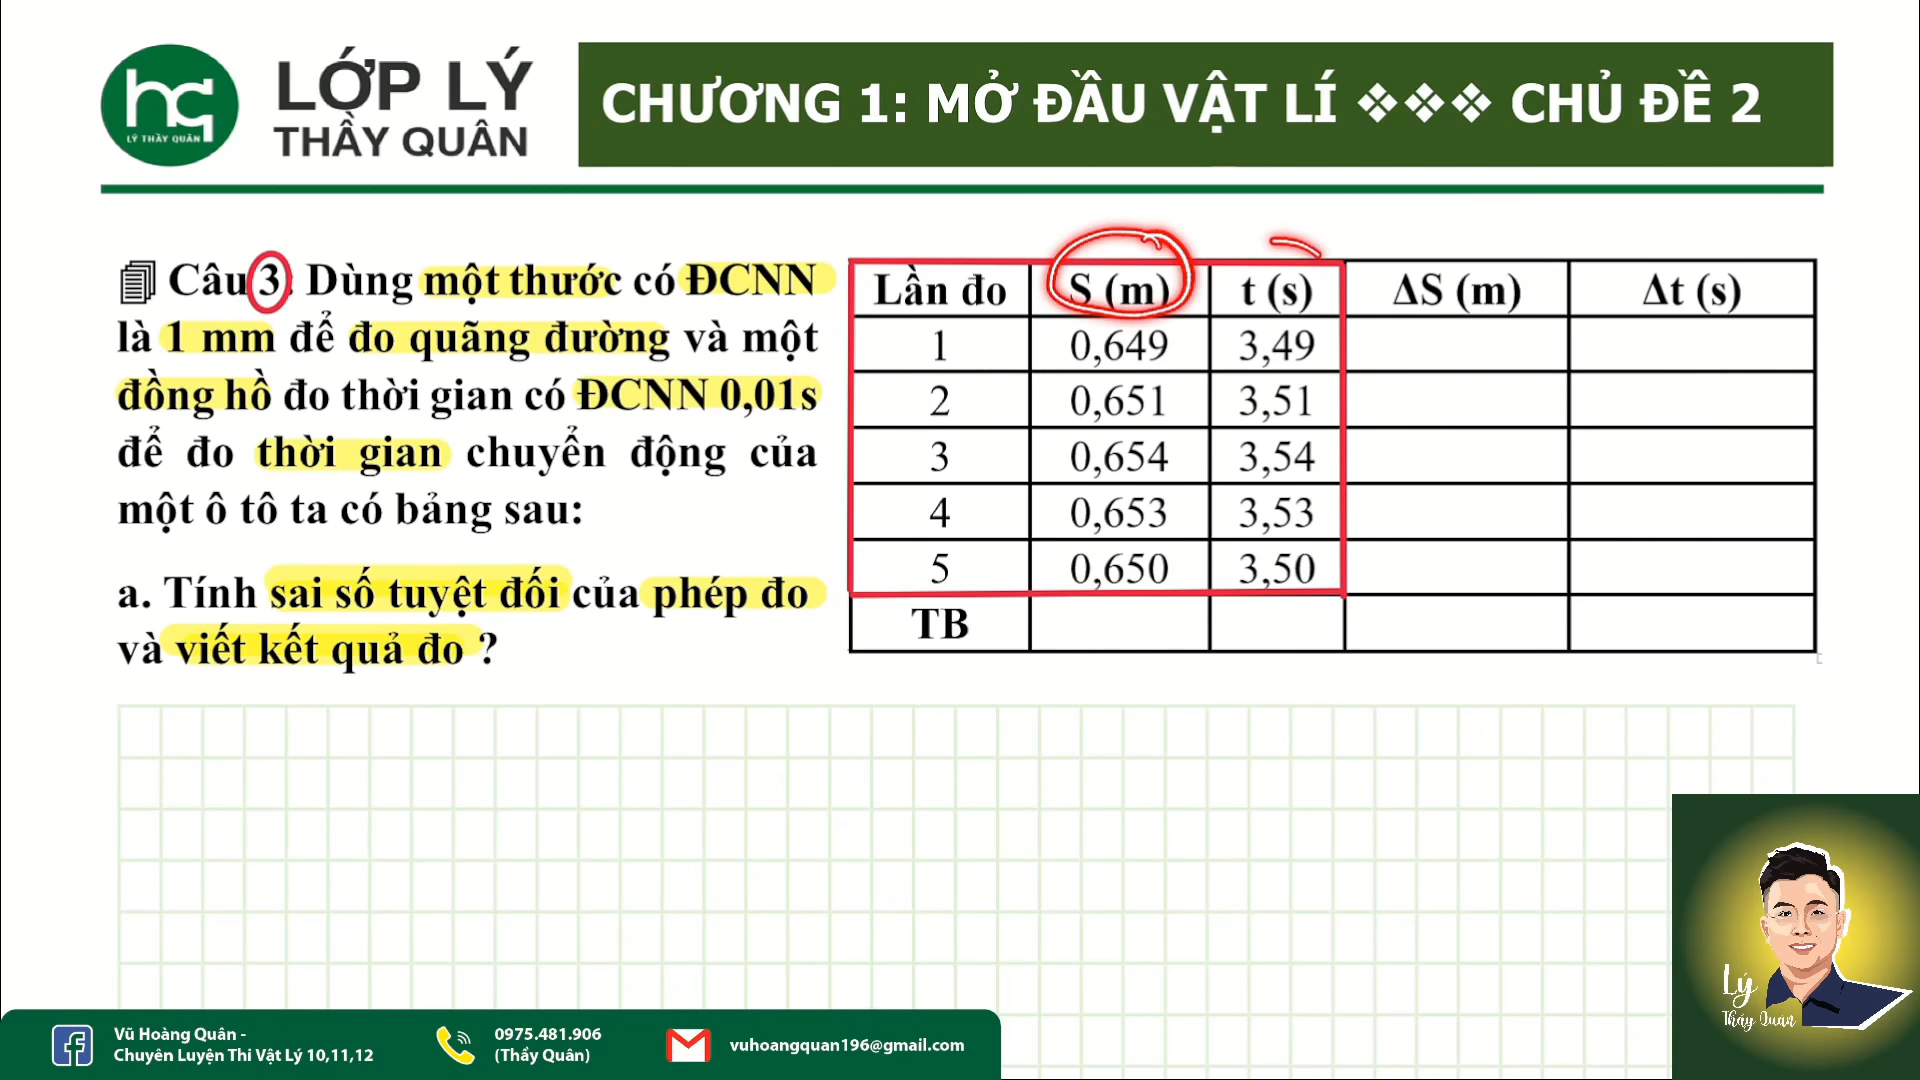 hq
LÝ THẦY QUÂN
LỚP LÝ
THẦY QUÂN
CHƯƠNG 1: MỞ ĐẦU VẬT LÍ ❖❖❖ CHỦ ĐỀ 2
Câu 3. Dùng một thước có ĐCNN
là 1 mm để đo quãng đường và một
đồng hồ đo thời gian có ĐCNN 0,01s
để đo thời gian chuyển động của
một ô tô ta có bảng sau:
a. Tính sai số tuyệt đối của phép đo
và viết kết quả đo ?
Lần đo S (m) t (s) ΔS (m) Δt (s)
1 0,649 3,49
2 0,651 3,51
3 0,654 3,54
4 0,653 3,53
5 0,650 3,50
TB
Lý
Thầy Quân
Vũ Hoàng Quân -
Chuyên Luyện Thi Vật Lý 10,11,12
0975.481.906
(Thầy Quân)
vuhoangquan196@gmail.com